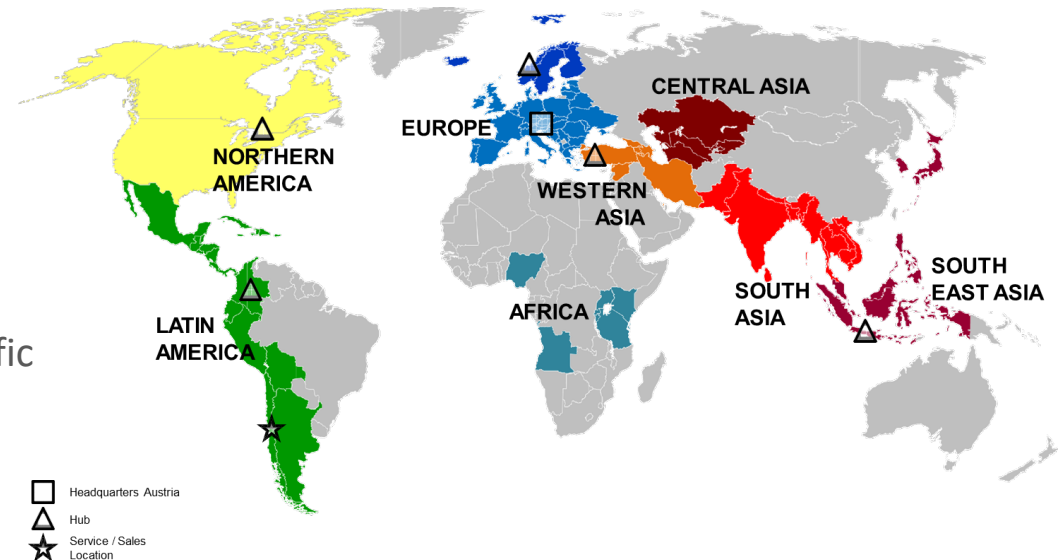 CENTRAL ASIA
EUROPE
NORTHERN
AMERICA
WESTERN
ASIA
SOUTH
EAST ASIA
SOUTH
ASIA
AFRICA
LATIN
AMERICA
fic
Headquarters Austria
Hub
Service / Sales
Location